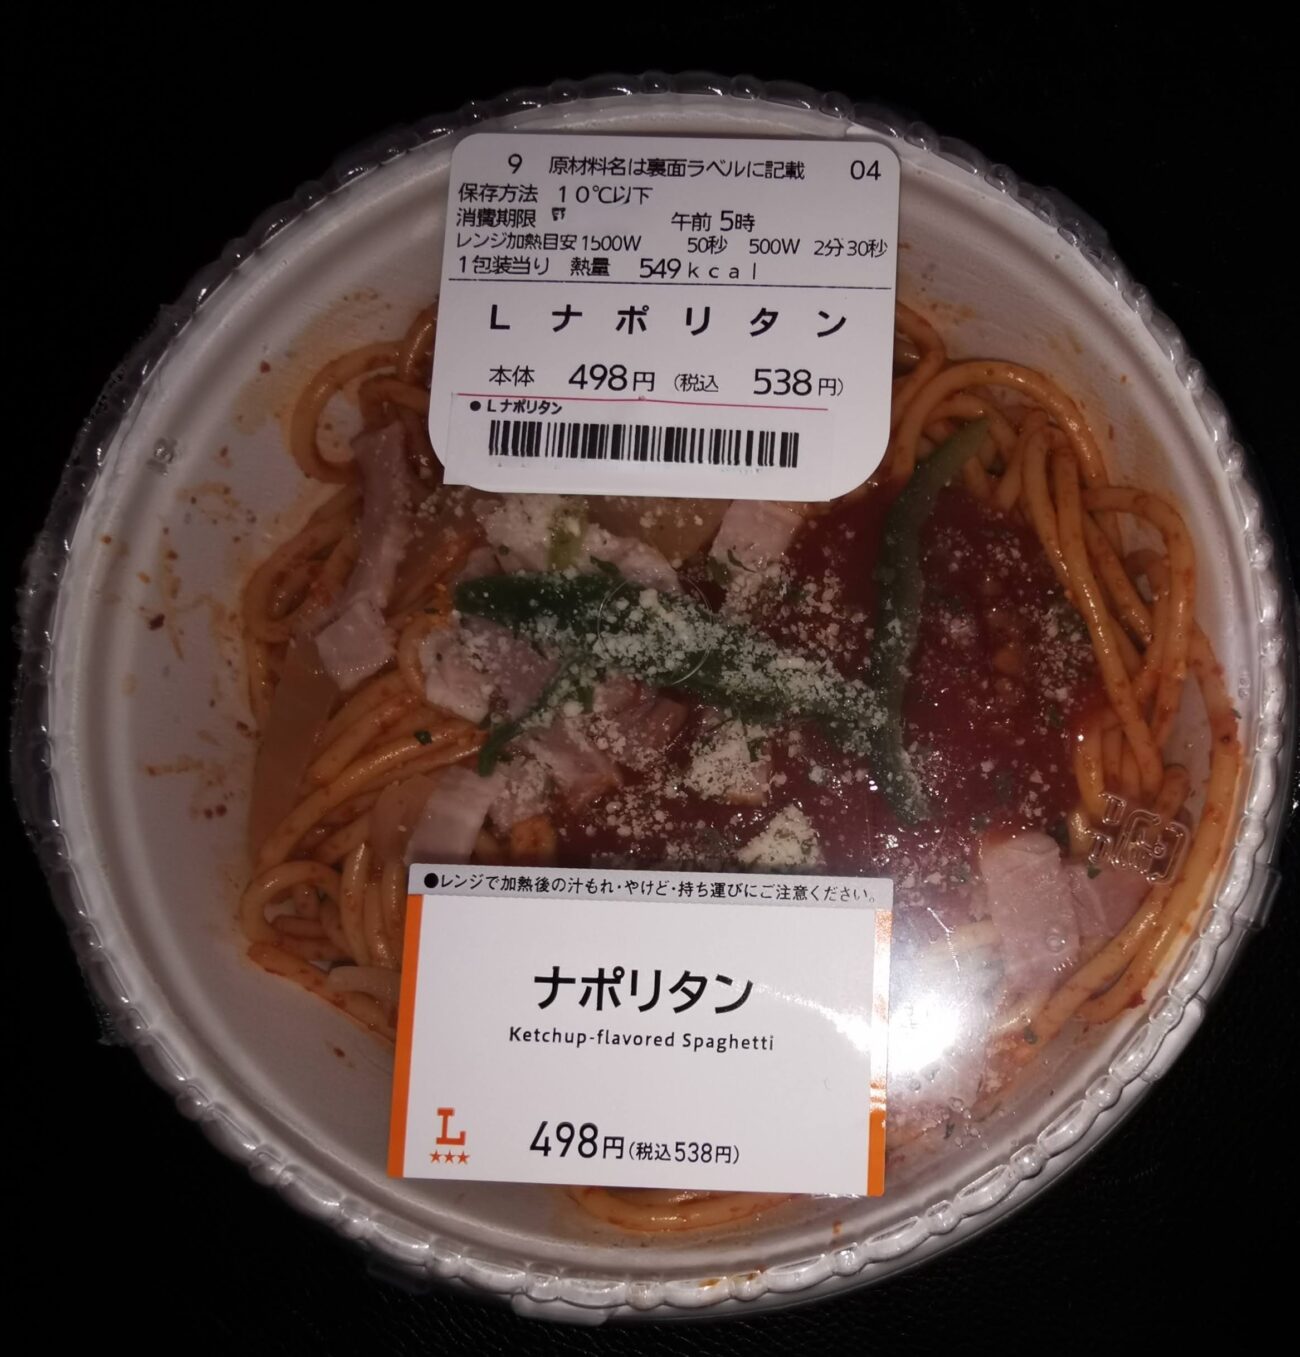 9 原材料名は裏面ラベルに記載 04
保存方法 10℃以下
消費期限 午前 5時
レンジ加熱目安 1500W 50秒 500W 2分30秒
1包装当り 熱量 549kcal
Lナポリタン
本体 498円 (税込 538円)
●Lナポリタン
●レンジで加熱後の汁もれ・やけど・持ち運びにご注意ください。
ナポリタン
Ketchup-flavored Spaghetti
L
★★★
498円(税込538円)